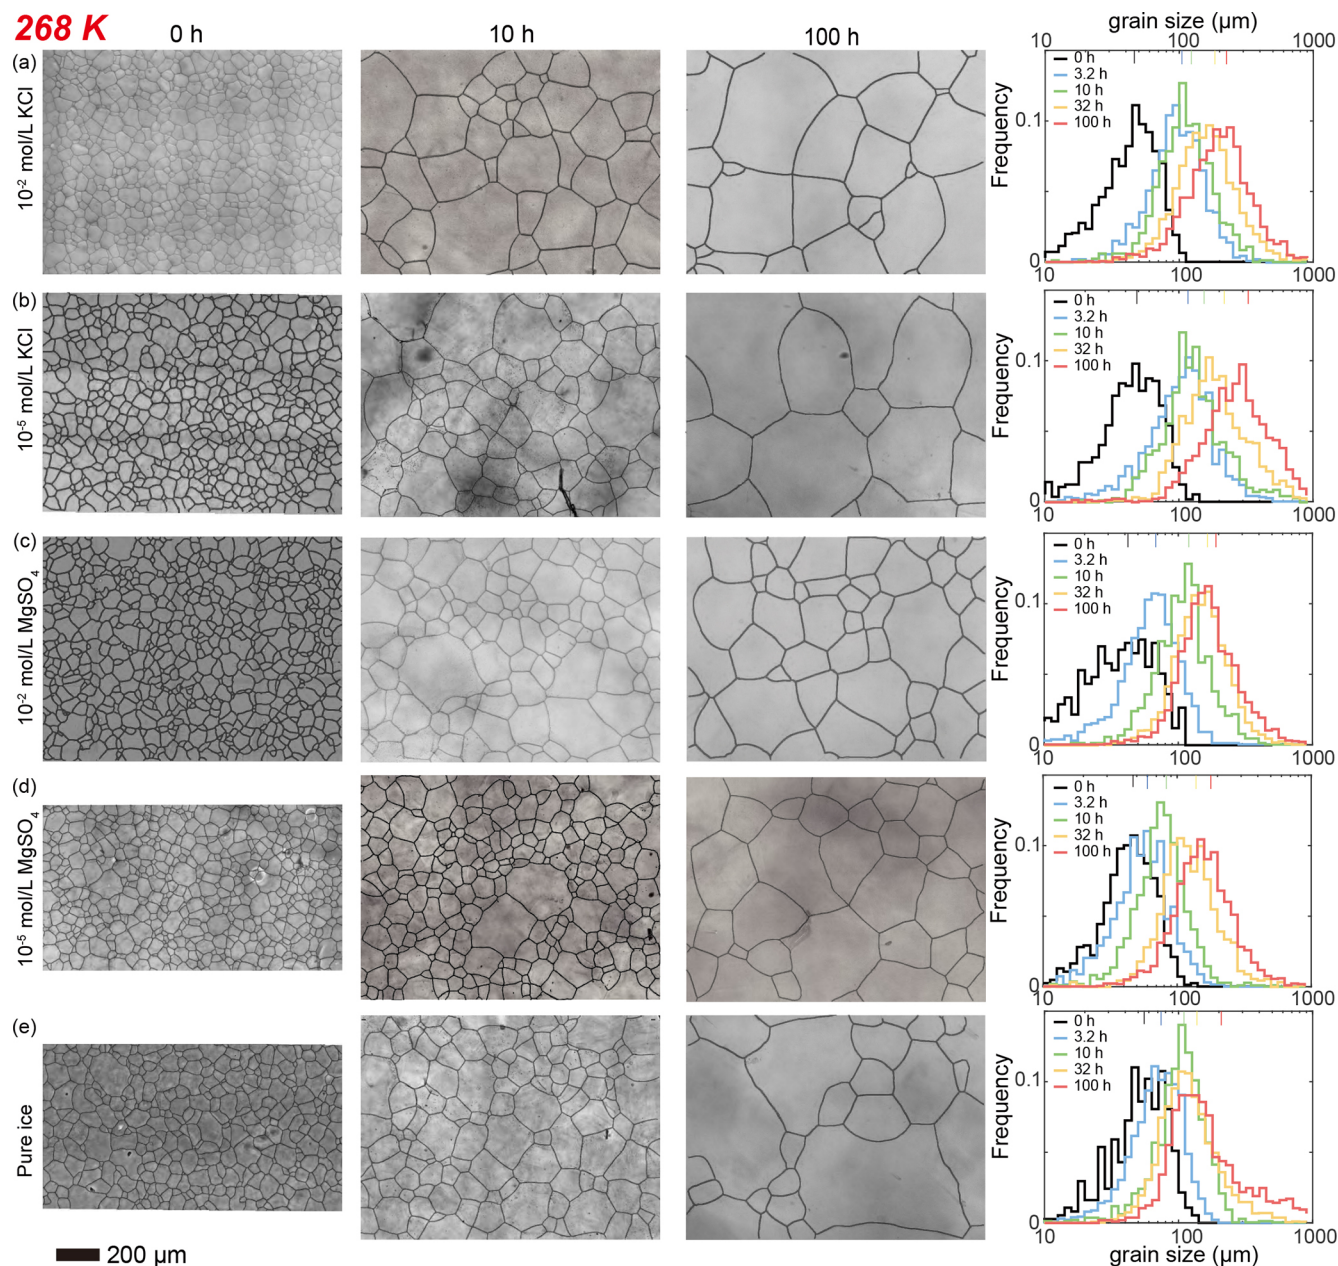 268 K
0 h
10 h
100 h
grain size (µm)
10 100 1000
(a)
10⁻² mol/L KCl
Frequency
0.1
0
0 h
3.2 h
10 h
32 h
100 h
10 100 1000
(b)
10⁻⁵ mol/L KCl
Frequency
0.1
0
0 h
3.2 h
10 h
32 h
100 h
10 100 1000
(c)
10⁻² mol/L MgSO₄
Frequency
0.1
0
0 h
3.2 h
10 h
32 h
100 h
10 100 1000
(d)
10⁻⁵ mol/L MgSO₄
Frequency
0.1
0
0 h
3.2 h
10 h
32 h
100 h
10 100 1000
(e)
Pure ice
Frequency
0.1
0
0 h
3.2 h
10 h
32 h
100 h
10 100 1000
grain size (µm)
200 µm